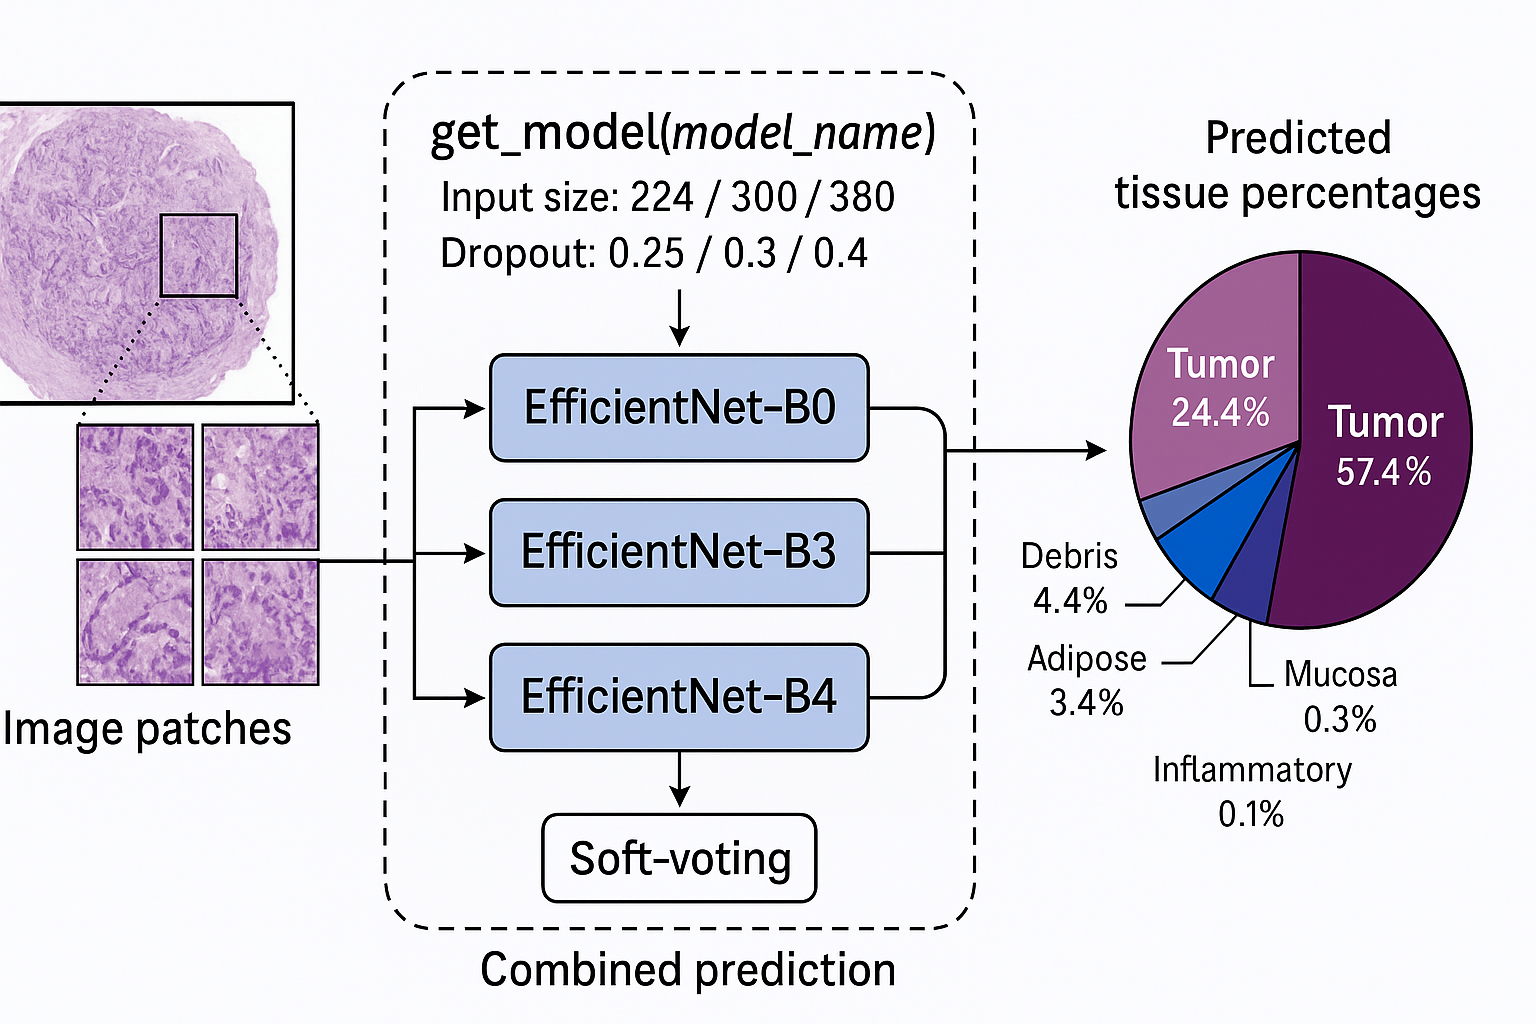 Image patches
get_model(model_name)
Input size: 224 / 300 / 380
Dropout: 0.25 / 0.3 / 0.4
EfficientNet-B0
EfficientNet-B3
EfficientNet-B4
Soft-voting
Combined prediction
Predicted
tissue percentages
Tumor
24.4%
Tumor
57.4%
Debris
4.4%
Adipose
3.4%
Mucosa
0.3%
Inflammatory
0.1%